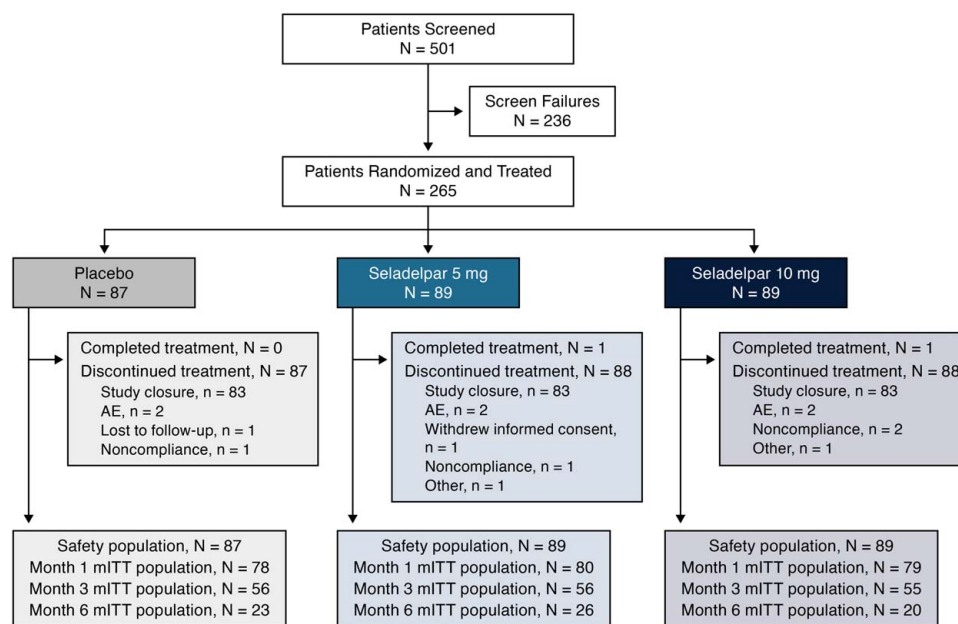 Patients Screened
N = 501
Screen Failures
N = 236
Patients Randomized and Treated
N = 265
Placebo
N = 87
Seladelpar 5 mg
N = 89
Seladelpar 10 mg
N = 89
Completed treatment, N = 0
Discontinued treatment, N = 87
Study closure, n = 83
AE, n = 2
Lost to follow-up, n = 1
Noncompliance, n = 1
Completed treatment, N = 1
Discontinued treatment, N = 88
Study closure, n = 83
AE, n = 2
Withdrew informed consent,
n = 1
Noncompliance, n = 1
Other, n = 1
Completed treatment, N = 1
Discontinued treatment, N = 88
Study closure, n = 83
AE, n = 2
Noncompliance, n = 2
Other, n = 1
Safety population, N = 87
Month 1 mITT population, N = 78
Month 3 mITT population, N = 56
Month 6 mITT population, N = 23
Safety population, N = 89
Month 1 mITT population, N = 80
Month 3 mITT population, N = 56
Month 6 mITT population, N = 26
Safety population, N = 89
Month 1 mITT population, N = 79
Month 3 mITT population, N = 55
Month 6 mITT population, N = 20